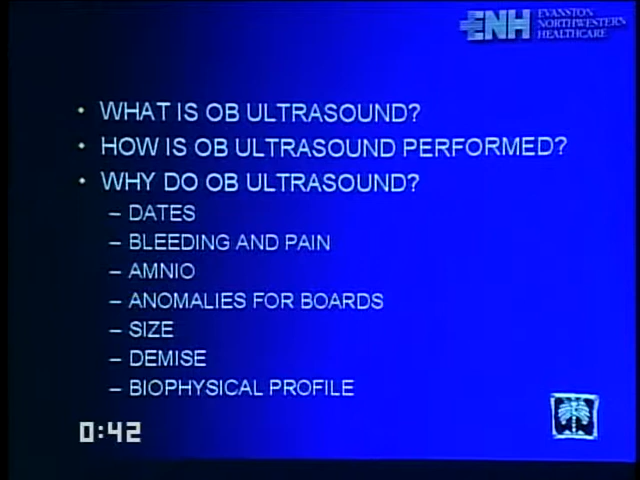 ENH
EVANSTON
NORTHWESTERN
HEALTHCARE
• WHAT IS OB ULTRASOUND?
• HOW IS OB ULTRASOUND PERFORMED?
• WHY DO OB ULTRASOUND?
– DATES
– BLEEDING AND PAIN
– AMNIO
– ANOMALIES FOR BOARDS
– SIZE
– DEMISE
– BIOPHYSICAL PROFILE
0:42